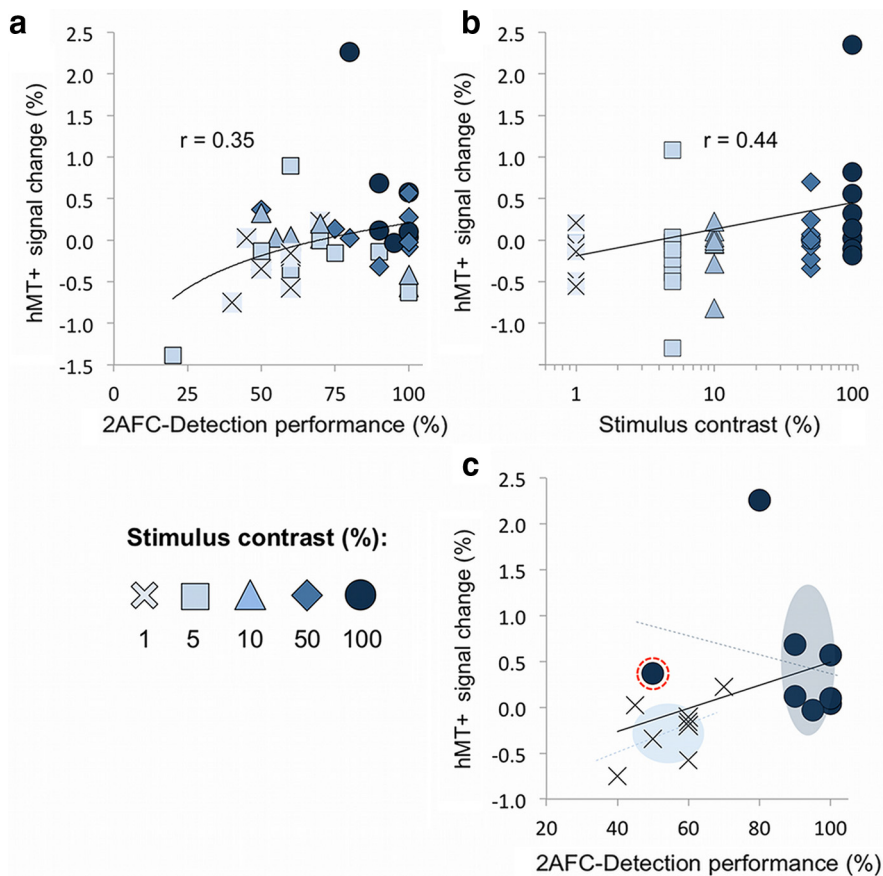 a
hMT+ signal change (%)
2.5
2.0
1.5
1.0
0.5
0.0
-0.5
-1.0
-1.5
r = 0.35
0 25 50 75 100
2AFC-Detection performance (%)
b
hMT+ signal change (%)
2.5
2.0
1.5
1.0
0.5
0.0
-0.5
-1.0
r = 0.44
1 10 100
Stimulus contrast (%)
Stimulus contrast (%):
1 5 10 50 100
c
hMT+ signal change (%)
2.5
2.0
1.5
1.0
0.5
0.0
-0.5
-1.0
20 40 60 80 100
2AFC-Detection performance (%)